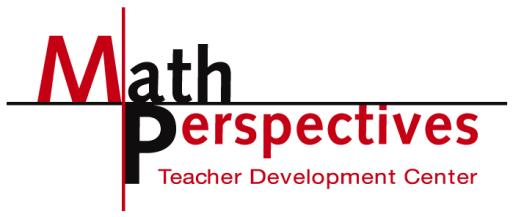 Math
Perspectives
Teacher Development Center